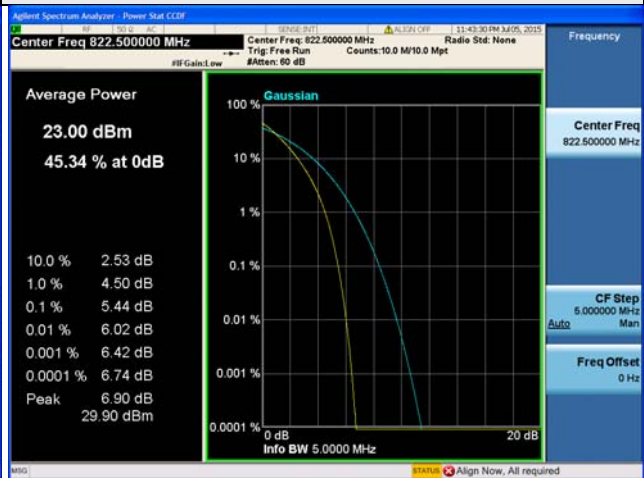 Agilent Spectrum Analyzer - Power Stat CCDF
RF 50 Ω AC SENSE:INT ALIGN OFF 11:43:30 PM Jul 05, 2015
Center Freq 822.500000 MHz
Center Freq: 822.500000 MHz Radio Std: None
Trig: Free Run Counts:10.0 M/10.0 Mpt
#IFGain:Low #Atten: 60 dB
Frequency
Average Power
23.00 dBm
45.34 % at 0dB
10.0 % 2.53 dB
1.0 % 4.50 dB
0.1 % 5.44 dB
0.01 % 6.02 dB
0.001 % 6.42 dB
0.0001 % 6.74 dB
Peak 6.90 dB
29.90 dBm
Gaussian
100 %
10 %
1 %
0.1 %
0.01 %
0.001 %
0.0001 %
0 dB 20 dB
Info BW 5.0000 MHz
Center Freq
822.500000 MHz
CF Step
5.000000 MHz
Auto Man
Freq Offset
0 Hz
MSG STATUS Align Now, All required